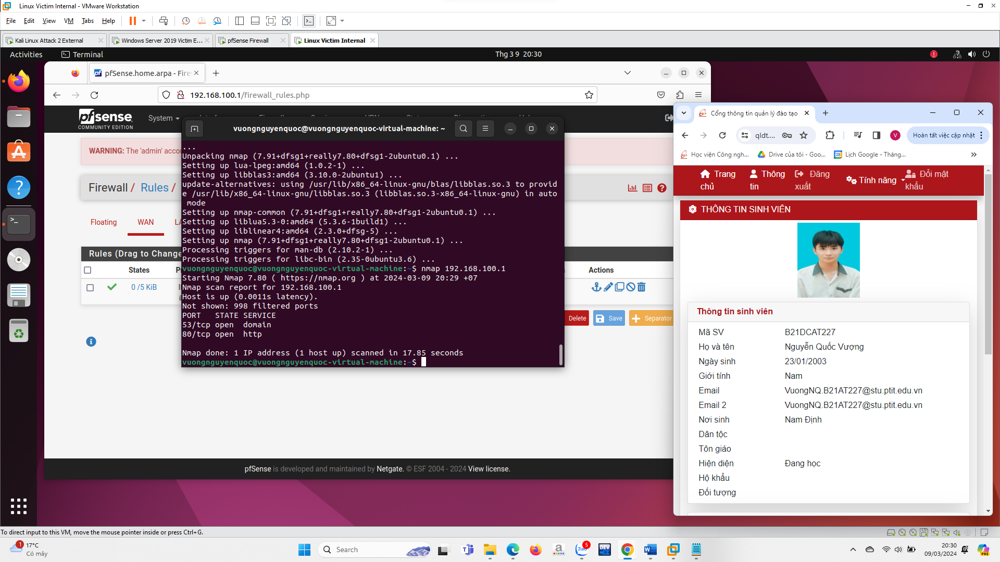 Linux Victim Internal - VMware Workstation
File Edit View VM Tabs Help
Kali Linux Attack 2 External
Windows Server 2019 Victim E...
pfSense Firewall
Linux Victim Internal
Activities
Terminal
Thg 3 9 20:30
pfSense.home.arpa - Fire
192.168.100.1/firewall_rules.php
pfsense
COMMUNITY EDITION
System
WARNING: The 'admin' accou
Firewall / Rules /
Floating
WAN
Rules (Drag to Change
States
Actions
0 /5 KiB
Delete
Save
Separator
pfSense is developed and maintained by Netgate. © ESF 2004 - 2024 View license.
vuongnguyenquoc@vuongnguyenquoc-virtual-machine: ~
...
Unpacking nmap (7.91+dfsg1+really7.80+dfsg1-2ubuntu0.1) ...
Setting up lua-lpeg:amd64 (1.0.2-1) ...
Setting up libblas3:amd64 (3.10.0-2ubuntu1) ...
update-alternatives: using /usr/lib/x86_64-linux-gnu/blas/libblas.so.3 to provid
e /usr/lib/x86_64-linux-gnu/libblas.so.3 (libblas.so.3-x86_64-linux-gnu) in auto
mode
Setting up nmap-common (7.91+dfsg1+really7.80+dfsg1-2ubuntu0.1) ...
Setting up liblua5.3-0:amd64 (5.3.6-1build1) ...
Setting up liblinear4:amd64 (2.3.0+dfsg-5) ...
Setting up nmap (7.91+dfsg1+really7.80+dfsg1-2ubuntu0.1) ...
Processing triggers for man-db (2.10.2-1) ...
Processing triggers for libc-bin (2.35-0ubuntu3.6) ...
vuongnguyenquoc@vuongnguyenquoc-virtual-machine:~$ nmap 192.168.100.1
Starting Nmap 7.80 ( https://nmap.org ) at 2024-03-09 20:29 +07
Nmap scan report for 192.168.100.1
Host is up (0.0011s latency).
Not shown: 998 filtered ports
PORT STATE SERVICE
53/tcp open domain
80/tcp open http
Nmap done: 1 IP address (1 host up) scanned in 17.85 seconds
vuongnguyenquoc@vuongnguyenquoc-virtual-machine:~$
Cổng thông tin quản lý đào tạo
qldt....
V
Hoàn tất việc cập nhật
Học viện Công ngh...
Drive của tôi - Goo...
28
Lịch Google - Tháng...
Trang chủ
Thông tin
Đăng xuất
Tính năng
Đổi mật khẩu
THÔNG TIN SINH VIÊN
Thông tin sinh viên
Mã SV B21DCAT227
Họ và tên Nguyễn Quốc Vượng
Ngày sinh 23/01/2003
Giới tính Nam
Email VuongNQ.B21AT227@stu.ptit.edu.vn
Email 2 VuongNQ.B21AT227@stu.ptit.edu.vn
Nơi sinh Nam Định
Dân tộc
Tôn giáo
Hiện diện Đang học
Hộ khẩu
Đối tượng
To direct input to this VM, move the mouse pointer inside or press Ctrl+G.
1
17°C
Có mây
Search
5
Zalo
DEV
20:30
09/03/2024
PRE